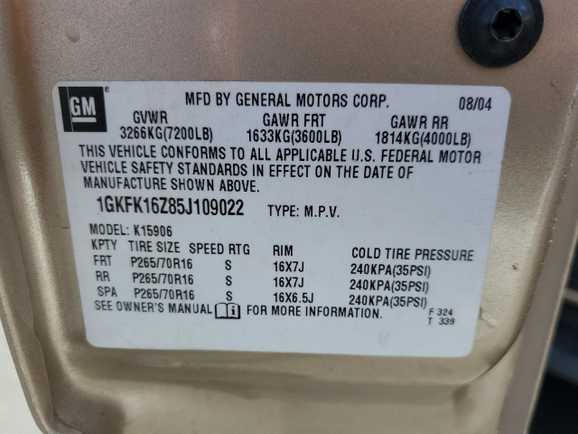 GM ®
MFD BY GENERAL MOTORS CORP. 08/04
GVWR GAWR FRT GAWR RR
3266KG(7200LB) 1633KG(3600LB) 1814KG(4000LB)
THIS VEHICLE CONFORMS TO ALL APPLICABLE U.S. FEDERAL MOTOR
VEHICLE SAFETY STANDARDS IN EFFECT ON THE DATE OF
MANUFACTURE SHOWN ABOVE.
1GKFK16Z85J109022 TYPE: M.P.V.
MODEL: K15906
KPTY TIRE SIZE SPEED RTG RIM COLD TIRE PRESSURE
FRT P265/70R16 S 16X7J 240KPA(35PSI)
RR P265/70R16 S 16X7J 240KPA(35PSI)
SPA P265/70R16 S 16X6.5J 240KPA(35PSI)
SEE OWNER'S MANUAL FOR MORE INFORMATION. F 324
T 339